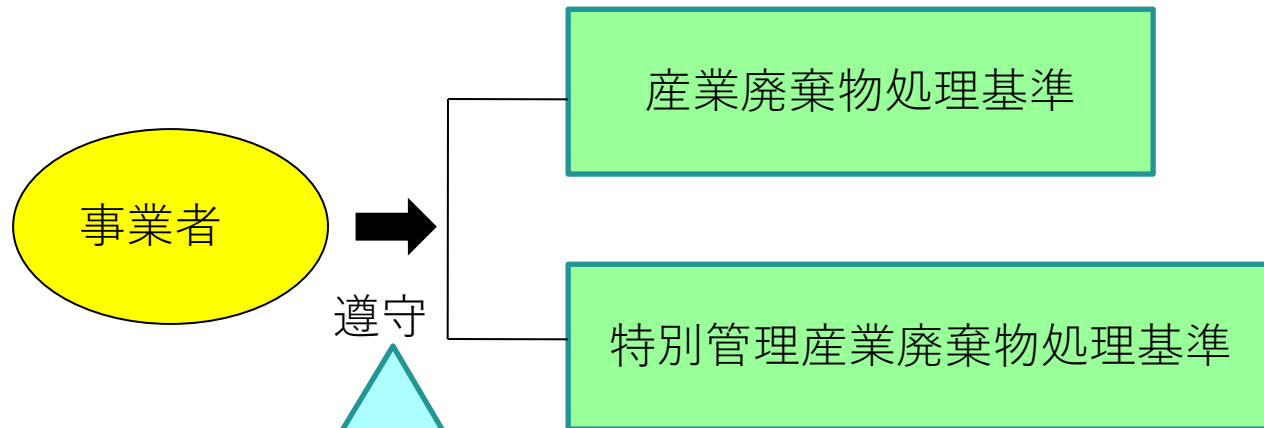 産業廃棄物処理基準
事業者
遵守
特別管理産業廃棄物処理基準